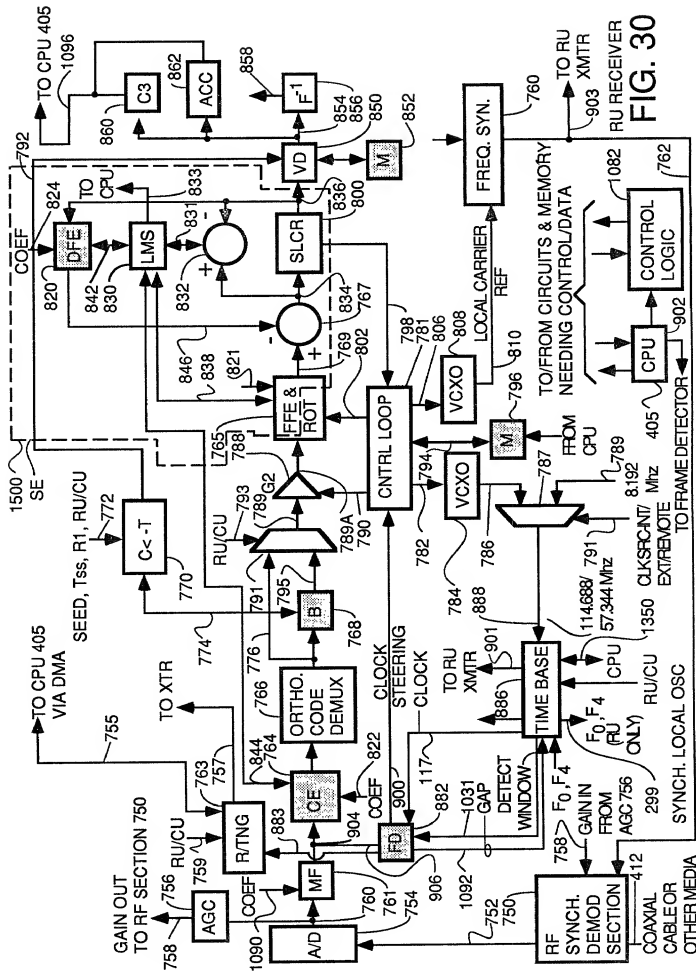 GAIN OUT
TO RF SECTION 750
756
758
AGC
RU/CU
759
TO CPU 405
VIA DMA
755
TO XTR
757
763
R/TNG
SEED, Tss, R1, RU/CU
772
C< -T
770
774
1500
SE
COEF
792
824
TO CPU 405
1096
DFE
820
842
830
LMS
TO
CPU
833
831
832
-
+
846
838
821
836
C3
860
ACC
862
858
F-1
854
856
VD
850
M
852
SLCR
800
834
767
-
+
769
802
FFE &
ROT
765
788
G2
789
789A
790
RU/CU
793
791
776
795
B
768
ORTHO.
CODE
DEMUX
766
844
764
CE
822
COEF
904
883
COEF
1090
MF
761
760
A/D
754
906
FD
882
1031
1092
GAP
DETECT
WINDOW
900
CLOCK
STEERING
CLOCK
117
CNTRL LOOP
798
781
806
VCXO
808
LOCAL CARRIER
REF
810
782
794
VCXO
784
786
M
796
FROM
CPU
787
789
8.192
Mhz
791
CLKSRC-INT/
EXT/REMOTE
888
114.688/
57.344 Mhz
TO RU
XMTR
901
886
TIME BASE
1350
CPU
RU/CU
F0, F4
(RU
ONLY)
299
F0, F4
758
GAIN IN
FROM
AGC 756
752
750
RF
SYNCH.
DEMOD
SECTION
412
COAXIAL
CABLE OR
OTHER MEDIA
SYNCH. LOCAL OSC
762
FREQ. SYN.
760
TO RU
XMTR
903
TO/FROM CIRCUITS & MEMORY
NEEDING CONTROL/DATA
CONTROL
LOGIC
1082
CPU
902
405
TO FRAME DETECTOR
RU RECEIVER
FIG. 30